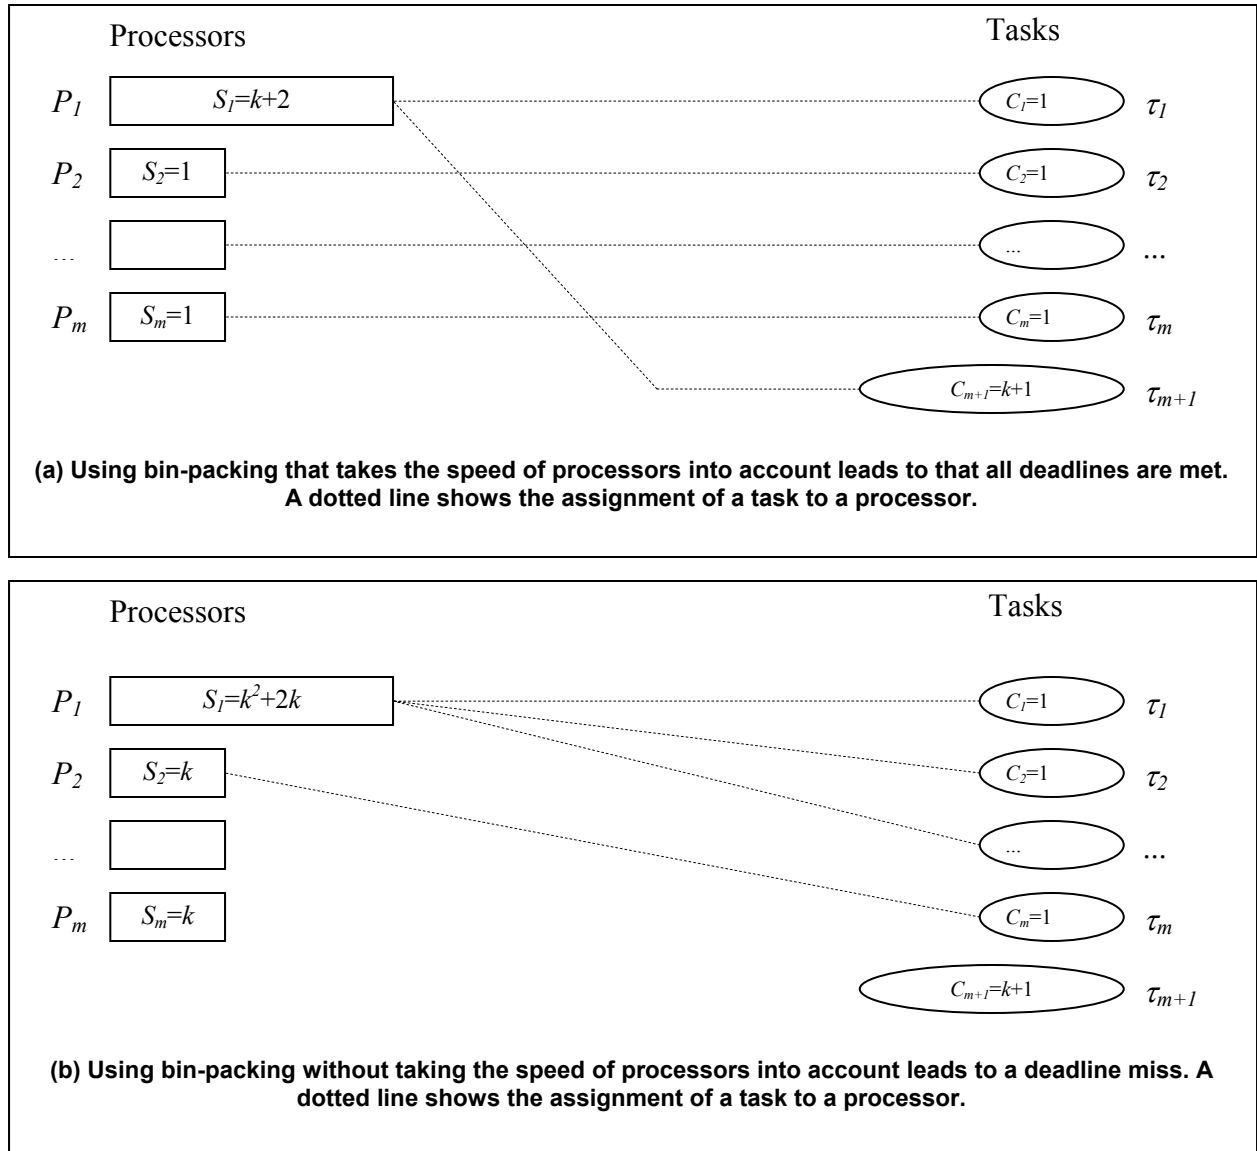 Processors Tasks
P1 S1=k+2 C1=1 τ1
P2 S2=1 C2=1 τ2
... ... ...
Pm Sm=1 Cm=1 τm
Cm+1=k+1 τm+1
(a) Using bin-packing that takes the speed of processors into account leads to that all deadlines are met.
A dotted line shows the assignment of a task to a processor.
Processors Tasks
P1 S1=k²+2k C1=1 τ1
P2 S2=k C2=1 τ2
... ... ...
Pm Sm=k Cm=1 τm
Cm+1=k+1 τm+1
(b) Using bin-packing without taking the speed of processors into account leads to a deadline miss. A
dotted line shows the assignment of a task to a processor.